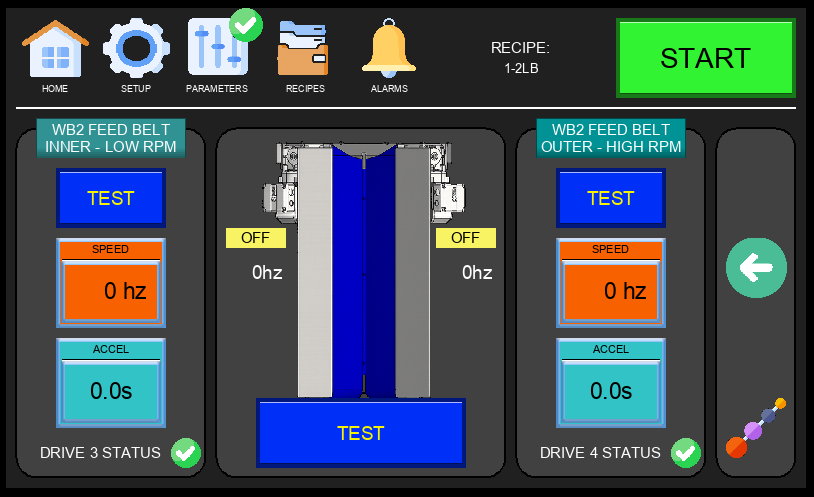 HOME
SETUP
PARAMETERS
RECIPES
ALARMS
RECIPE:
1-2LB
START
WB2 FEED BELT
INNER - LOW RPM
TEST
SPEED
0 hz
ACCEL
0.0s
DRIVE 3 STATUS
OFF
0hz
OFF
0hz
TEST
WB2 FEED BELT
OUTER - HIGH RPM
TEST
SPEED
0 hz
ACCEL
0.0s
DRIVE 4 STATUS